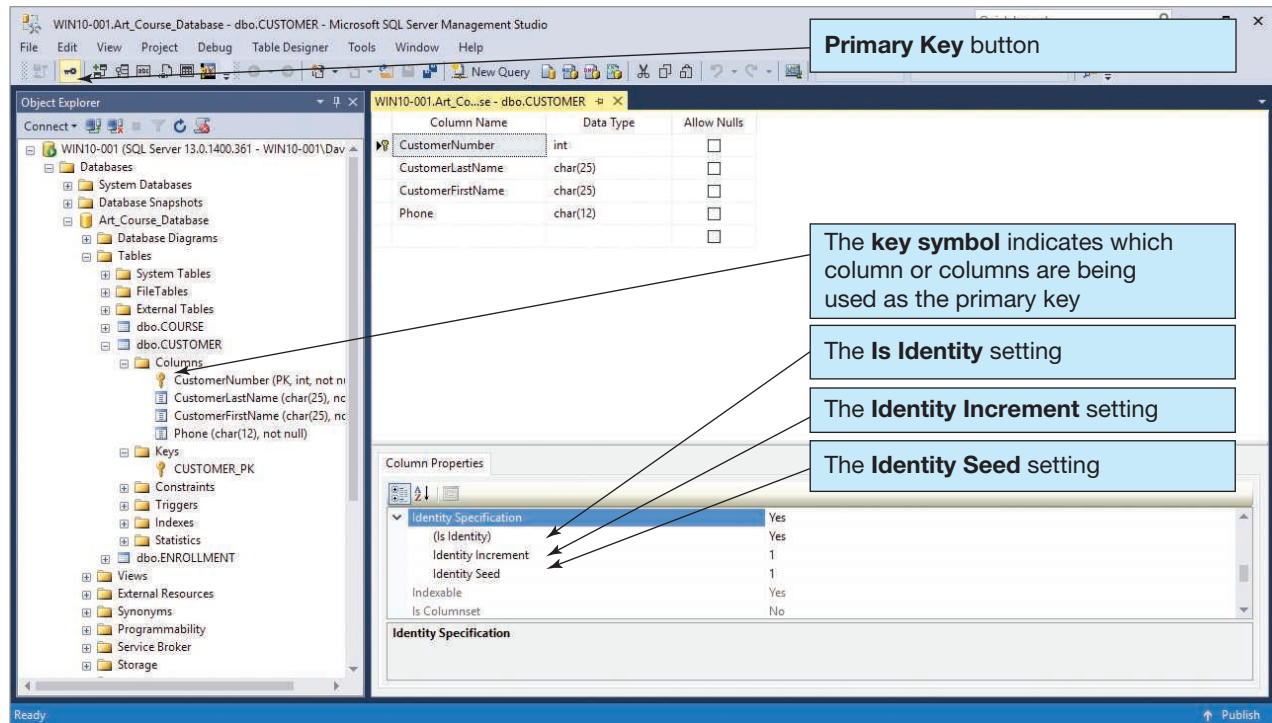 WIN10-001.Art_Course_Database - dbo.CUSTOMER - Microsoft SQL Server Management Studio
File Edit View Project Debug Table Designer Tools Window Help
New Query
Primary Key button
Object Explorer
Connect
WIN10-001 (SQL Server 13.0.1400.361 - WIN10-001\Dav
Databases
System Databases
Database Snapshots
Art_Course_Database
Database Diagrams
Tables
System Tables
FileTables
External Tables
dbo.COURSE
dbo.CUSTOMER
Columns
CustomerNumber (PK, int, not nu
CustomerLastName (char(25), no
CustomerFirstName (char(25), no
Phone (char(12), not null)
Keys
CUSTOMER_PK
Constraints
Triggers
Indexes
Statistics
dbo.ENROLLMENT
Views
External Resources
Synonyms
Programmability
Service Broker
Storage
WIN10-001.Art_Co...se - dbo.CUSTOMER
Column Name Data Type Allow Nulls
CustomerNumber int
CustomerLastName char(25)
CustomerFirstName char(25)
Phone char(12)
The key symbol indicates which
column or columns are being
used as the primary key
The Is Identity setting
The Identity Increment setting
The Identity Seed setting
Column Properties
Identity Specification Yes
(Is Identity) Yes
Identity Increment 1
Identity Seed 1
Indexable Yes
Is Columnset No
Identity Specification
Ready
Publish